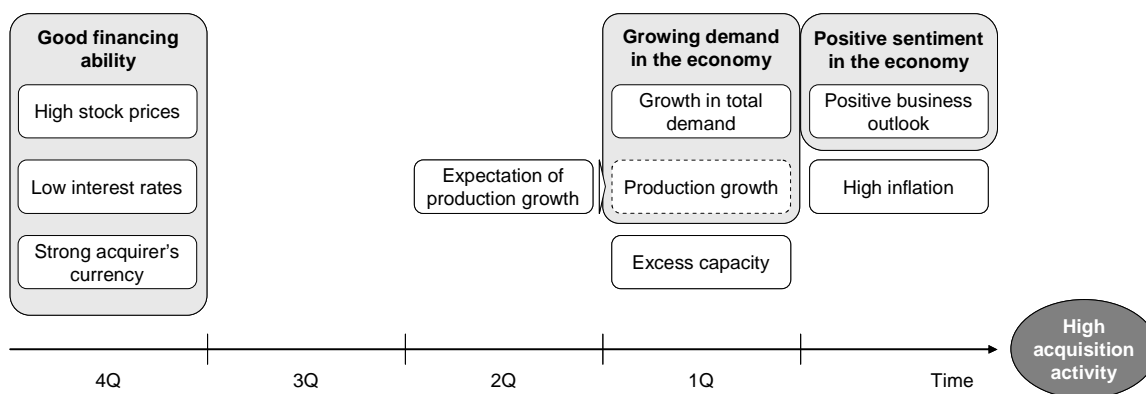 Good financing
ability
High stock prices
Low interest rates
Strong acquirer's
currency
Expectation of
production growth
Growing demand
in the economy
Growth in total
demand
Production growth
Excess capacity
Positive sentiment
in the economy
Positive business
outlook
High inflation
High
acquisition
activity
4Q
3Q
2Q
1Q
Time